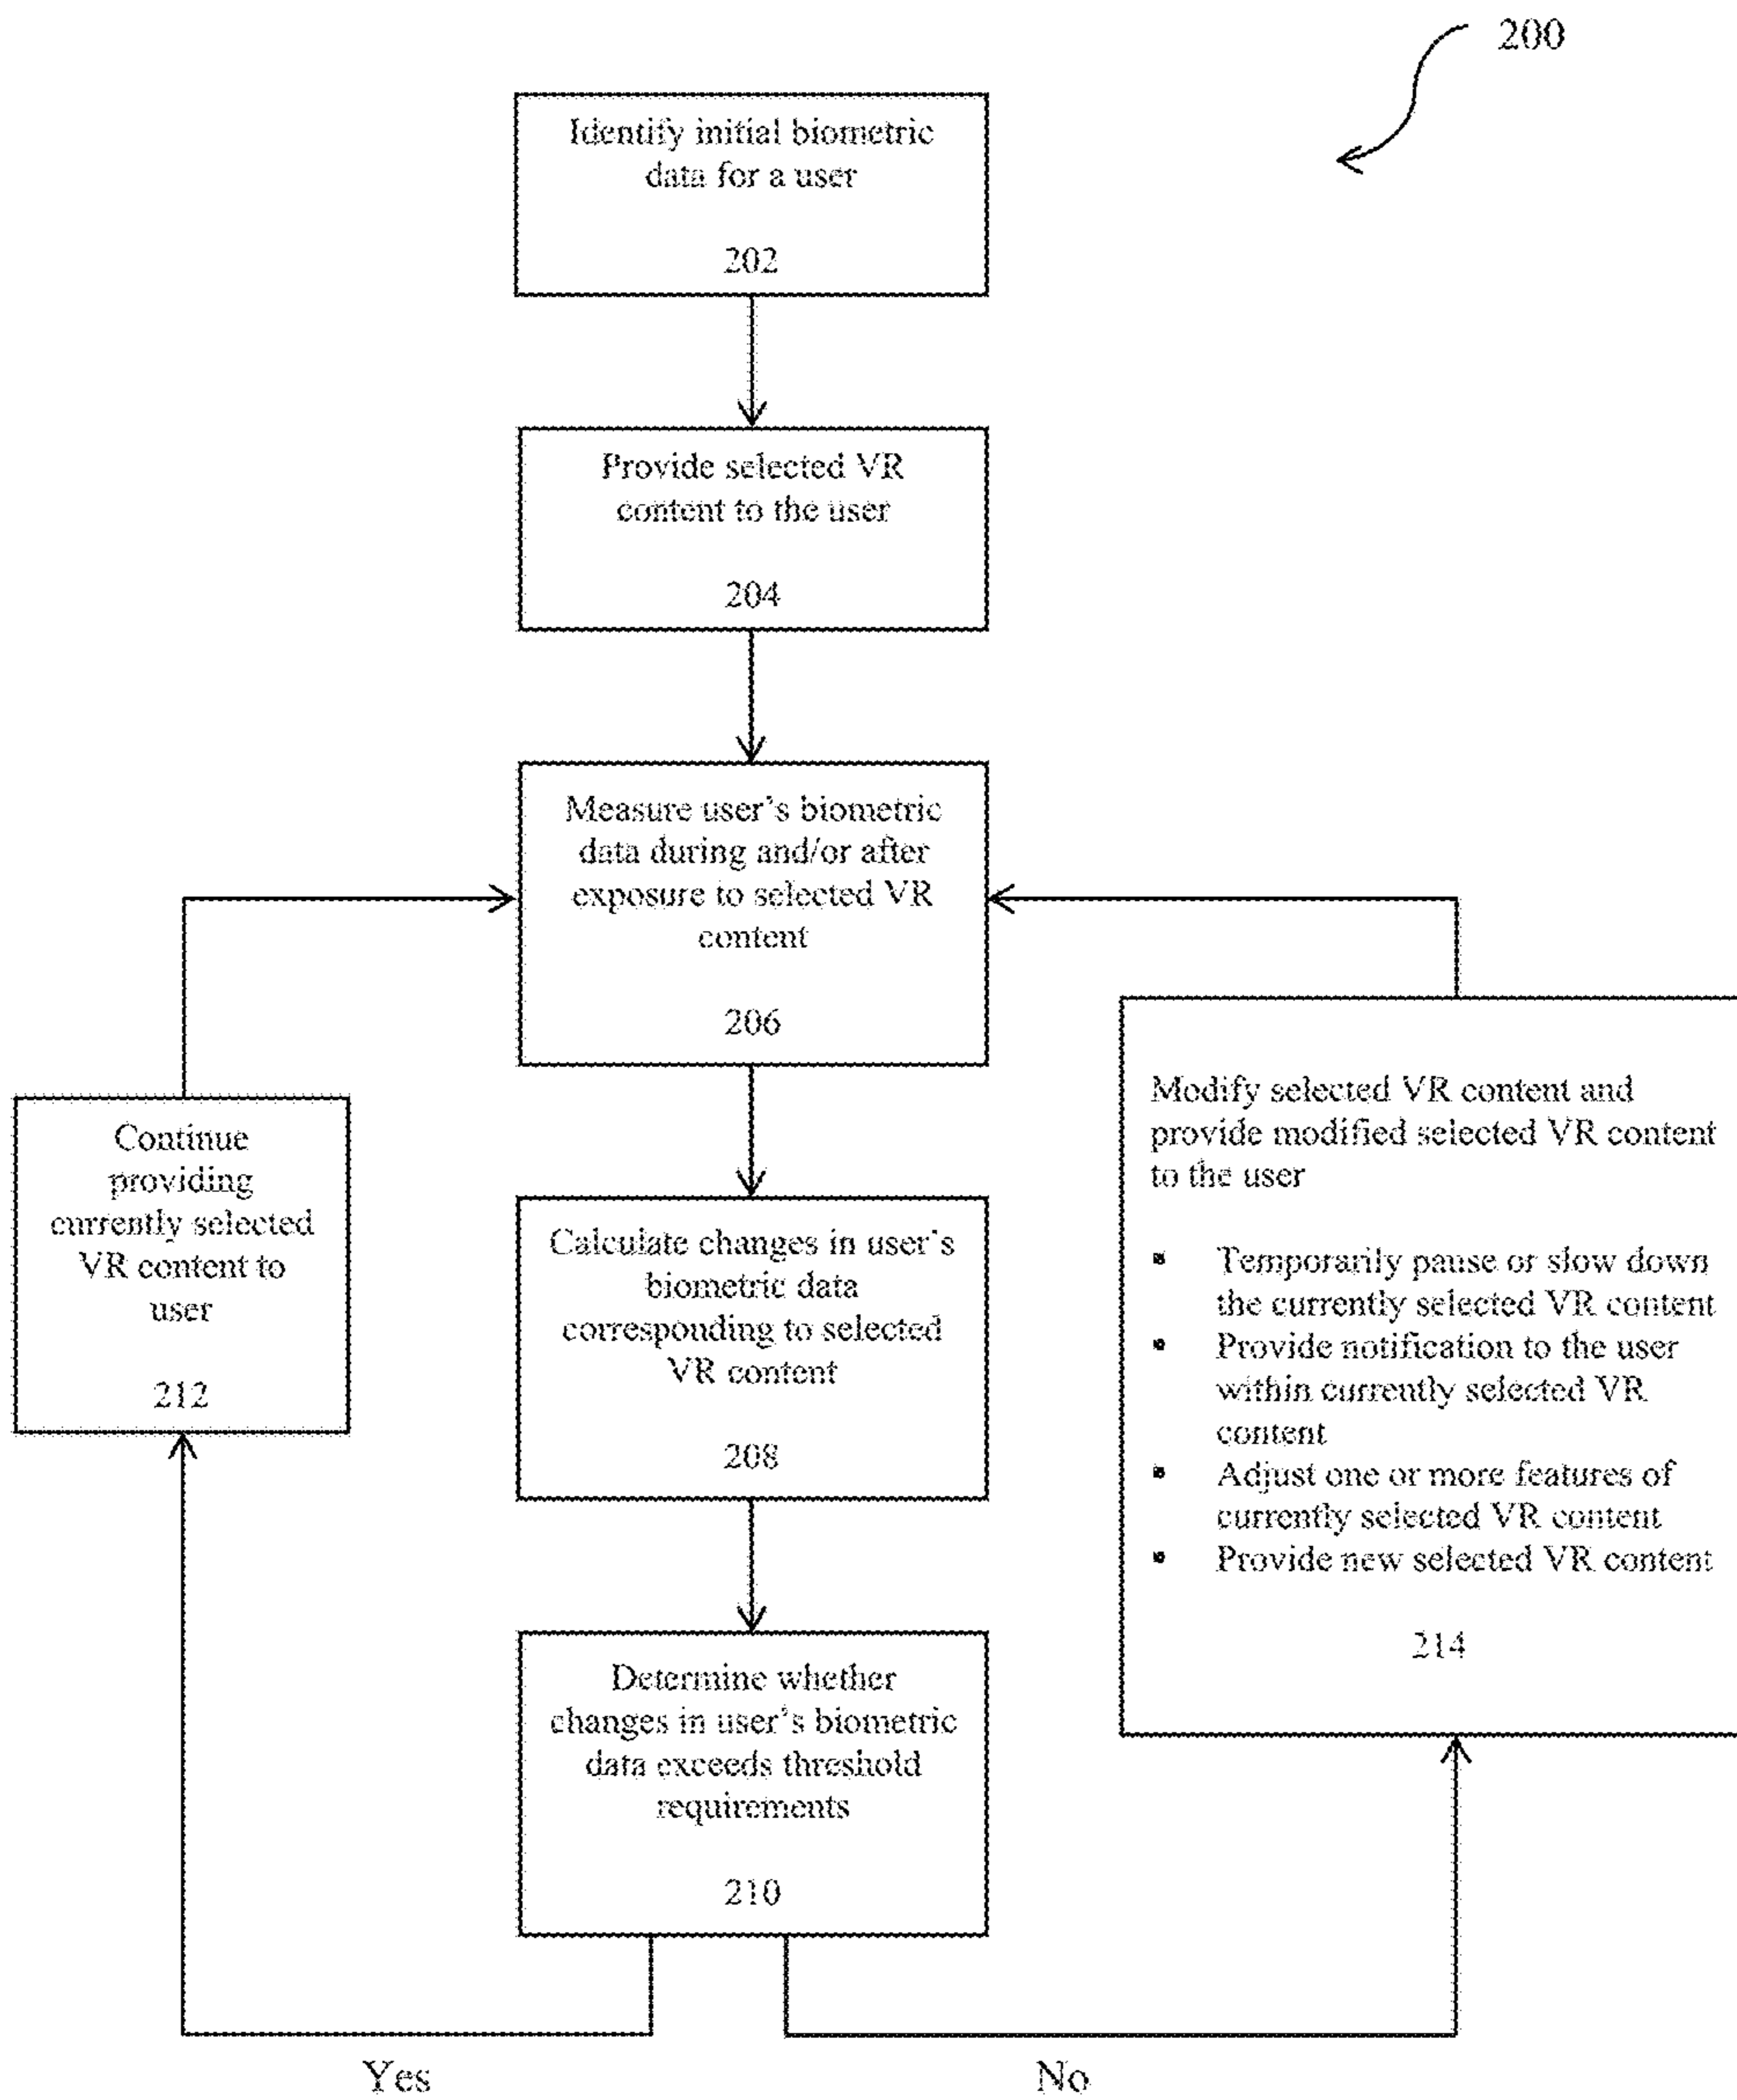 200
Identify initial biometric
data for a user
202
Provide selected VR
content to the user
204
Measure user's biometric
data during and/or after
exposure to selected VR
content
206
Continue
providing
currently selected
VR content to
user
212
Calculate changes in user's
biometric data
corresponding to selected
VR content
208
Modify selected VR content and
provide modified selected VR content
to the user
▪ Temporarily pause or slow down
the currently selected VR content
▪ Provide notification to the user
within currently selected VR
content
▪ Adjust one or more features of
currently selected VR content
▪ Provide new selected VR content
214
Determine whether
changes in user's biometric
data exceeds threshold
requirements
210
Yes
No